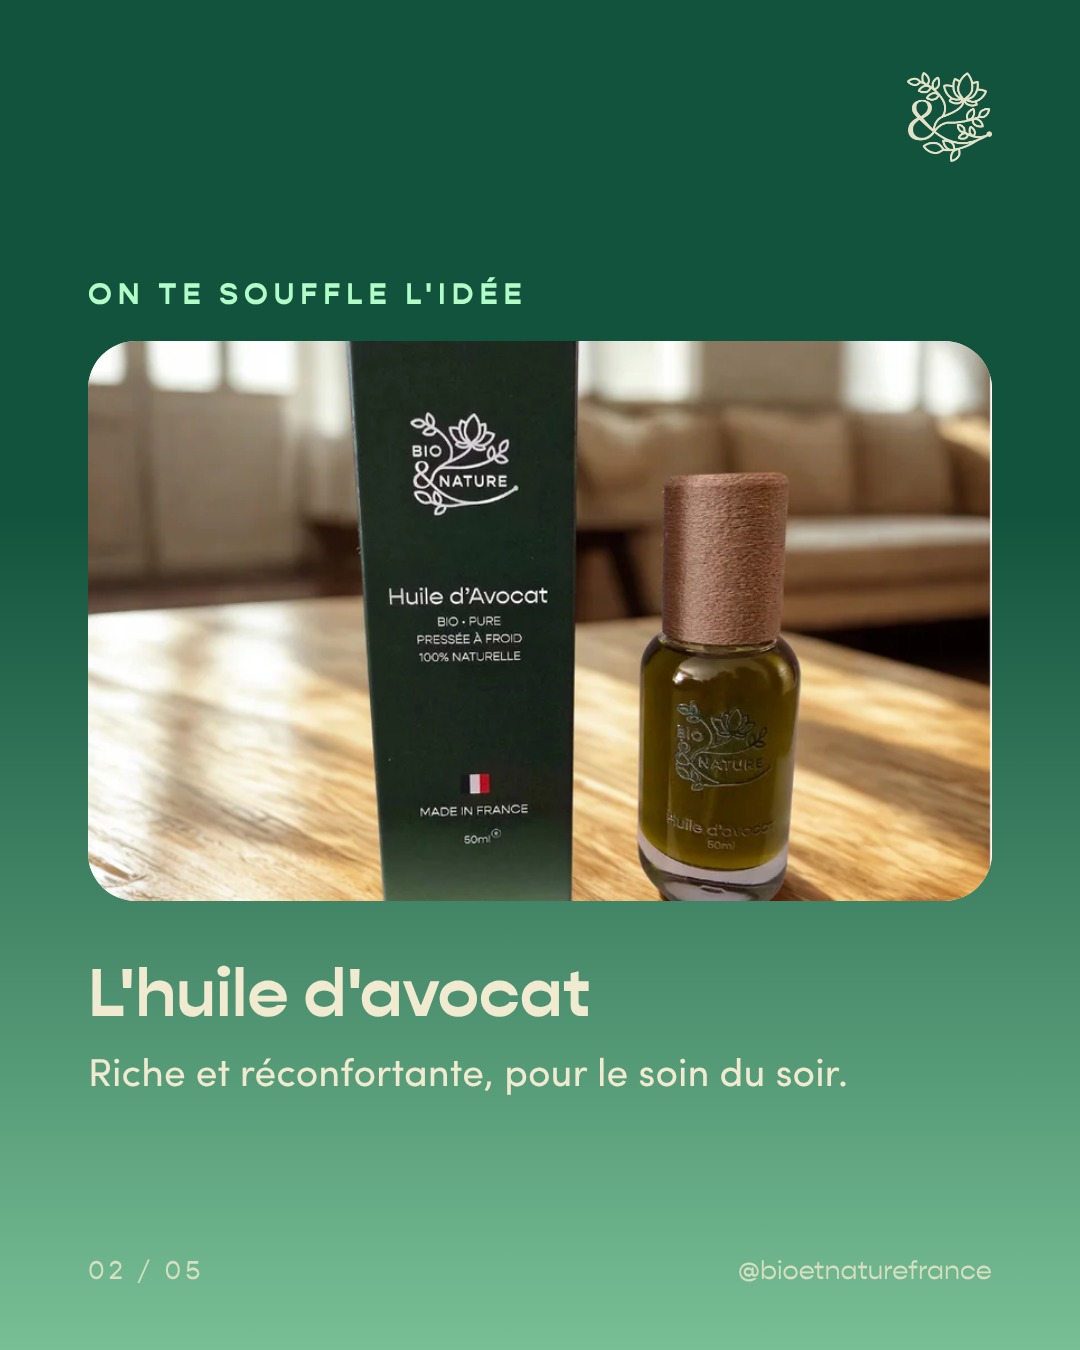 &
ON TE SOUFFLE L'IDÉE
BIO
& NATURE
Huile d'Avocat
BIO • PURE
PRESSÉE À FROID
100% NATURELLE
MADE IN FRANCE
50ml
BIO
& NATURE
Huile d'avocat
50ml
L'huile d'avocat
Riche et réconfortante, pour le soin du soir.
02 / 05
@bioetnaturefrance